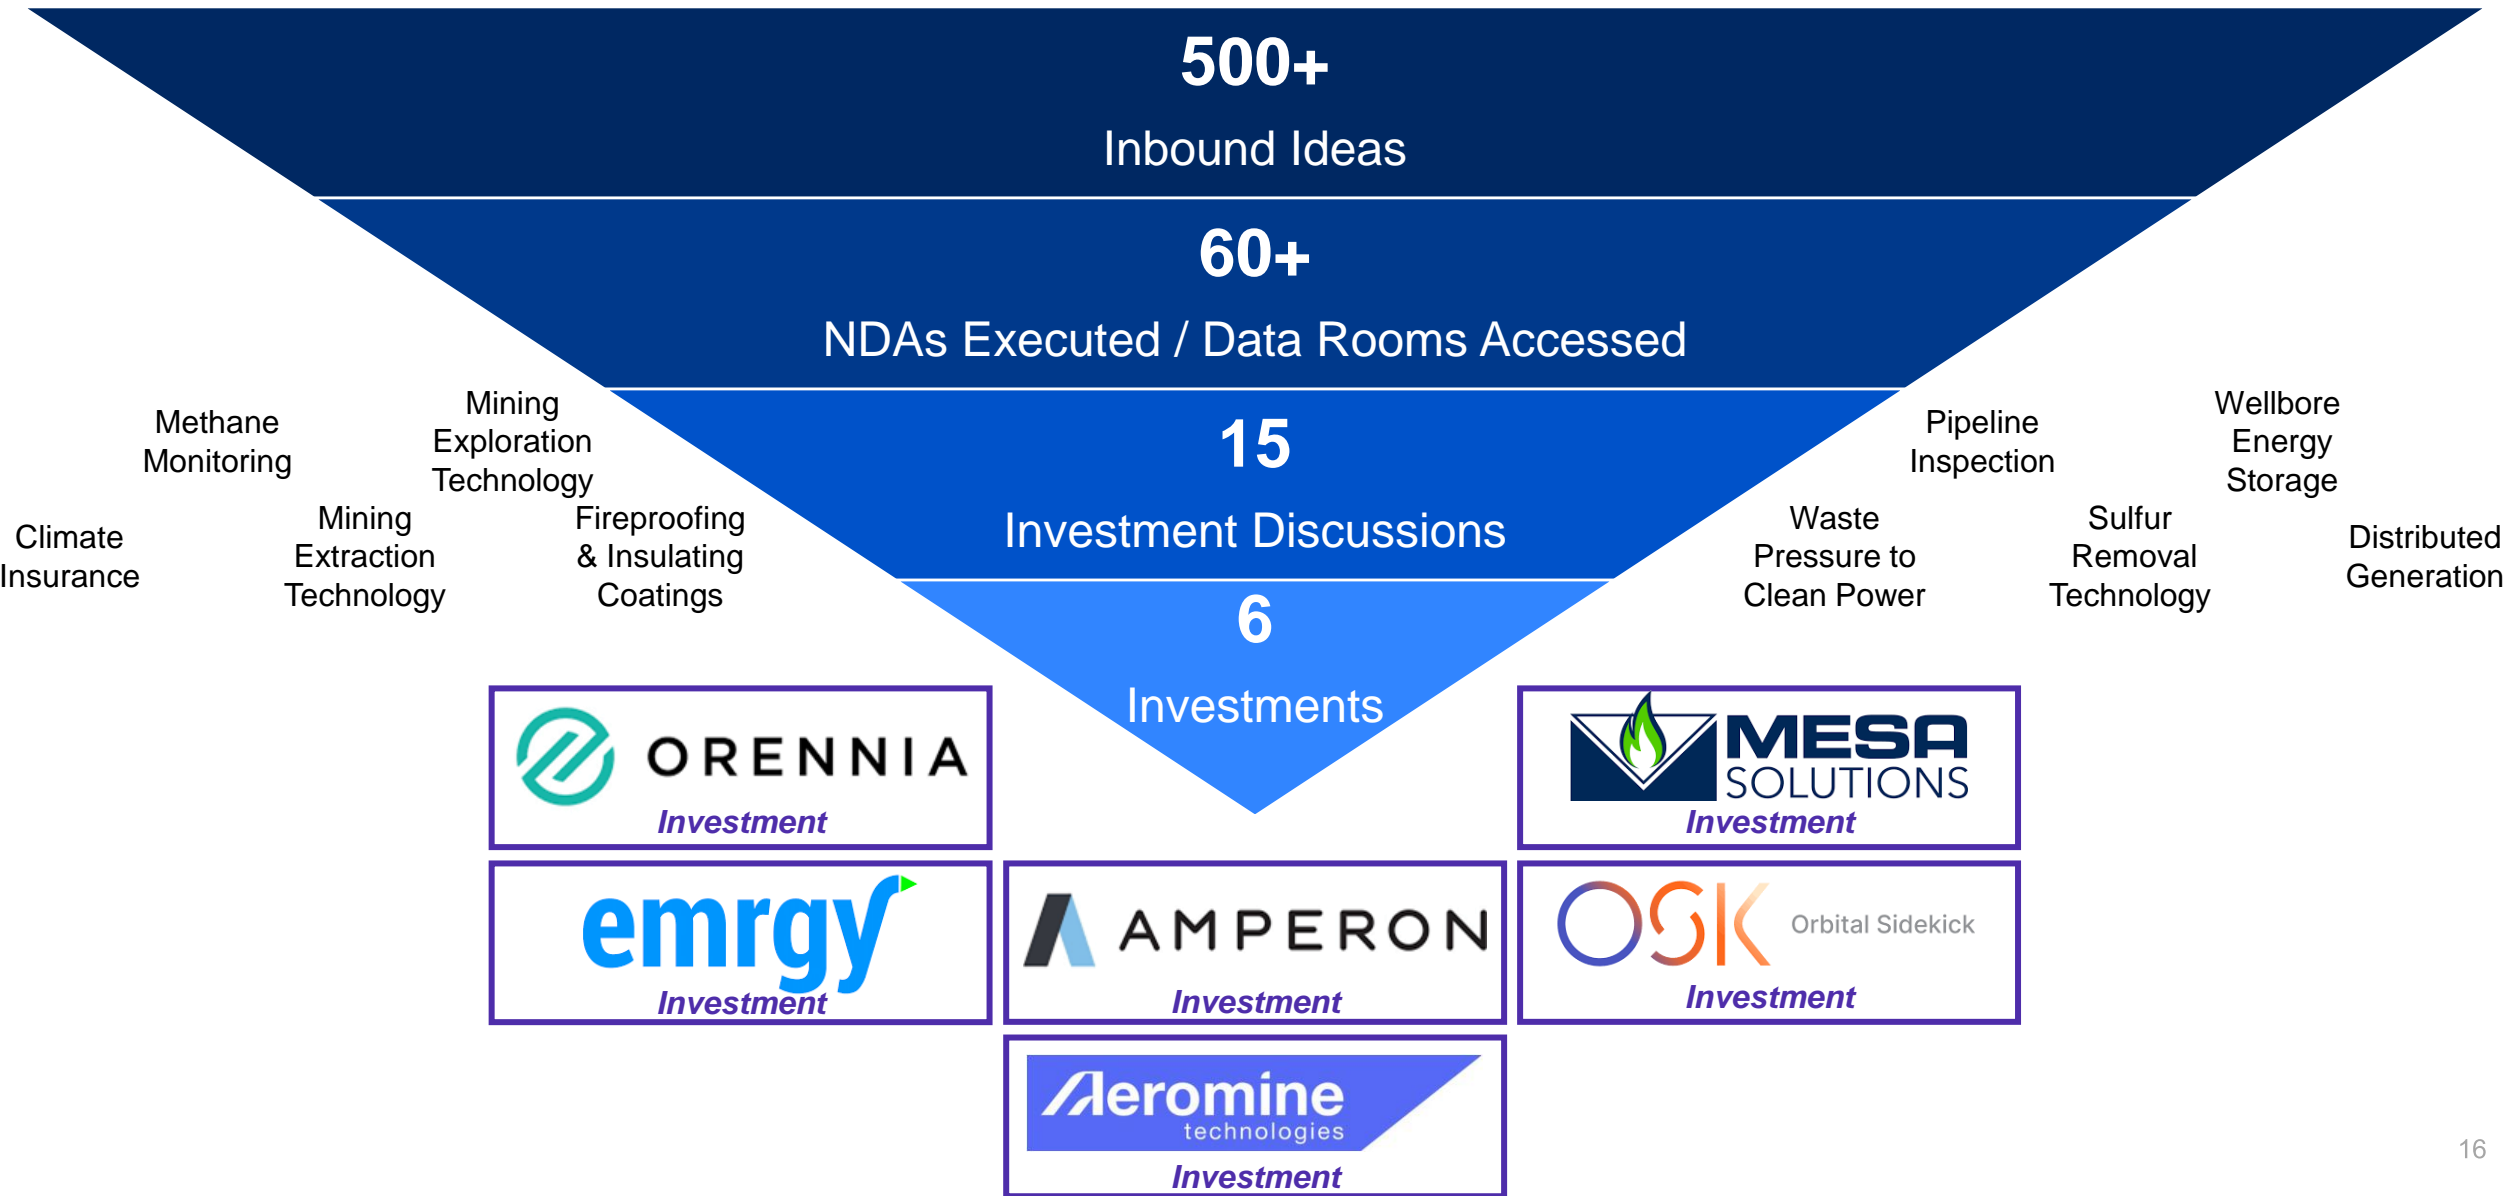 500+
Inbound Ideas
60+
NDAs Executed / Data Rooms Accessed
15
Investment Discussions
6
Investments
Methane
Monitoring
Mining
Exploration
Technology
Climate
Insurance
Mining
Extraction
Technology
Fireproofing
& Insulating
Coatings
Pipeline
Inspection
Wellbore
Energy
Storage
Waste
Pressure to
Clean Power
Sulfur
Removal
Technology
Distributed
Generation
ORENNIA
Investment
MESA
SOLUTIONS
Investment
emrgy
Investment
AMPERON
Investment
OSK Orbital Sidekick
Investment
Aeromine
technologies
Investment
16